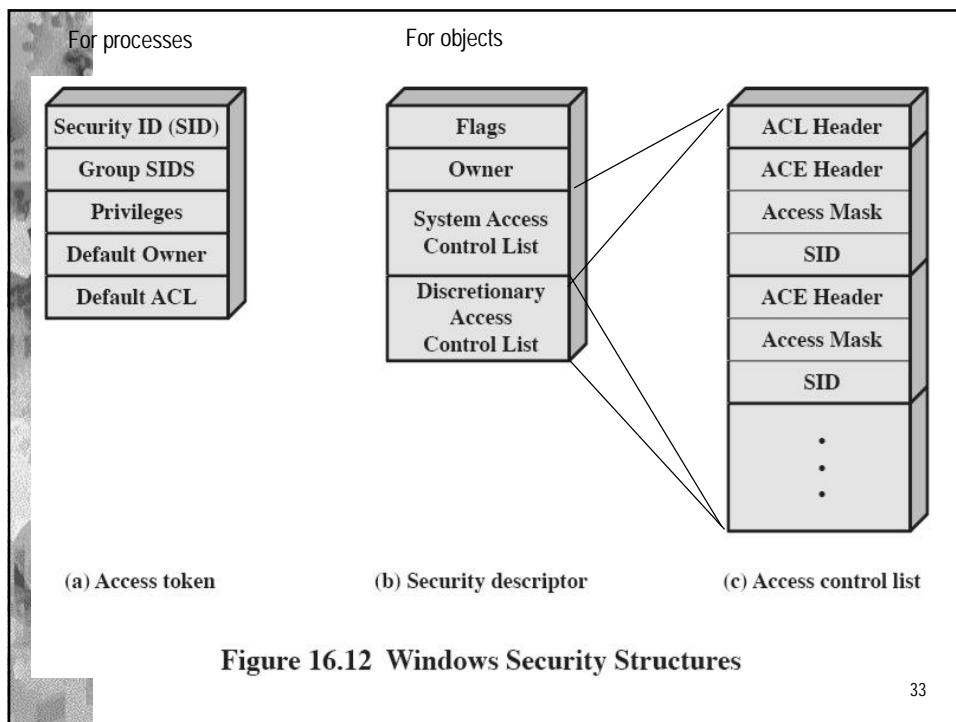 For processes
For objects
Security ID (SID)
Group SIDS
Privileges
Default Owner
Default ACL
Flags
Owner
System Access
Control List
Discretionary
Access
Control List
ACL Header
ACE Header
Access Mask
SID
ACE Header
Access Mask
SID
(a) Access token
(b) Security descriptor
(c) Access control list
Figure 16.12 Windows Security Structures
33